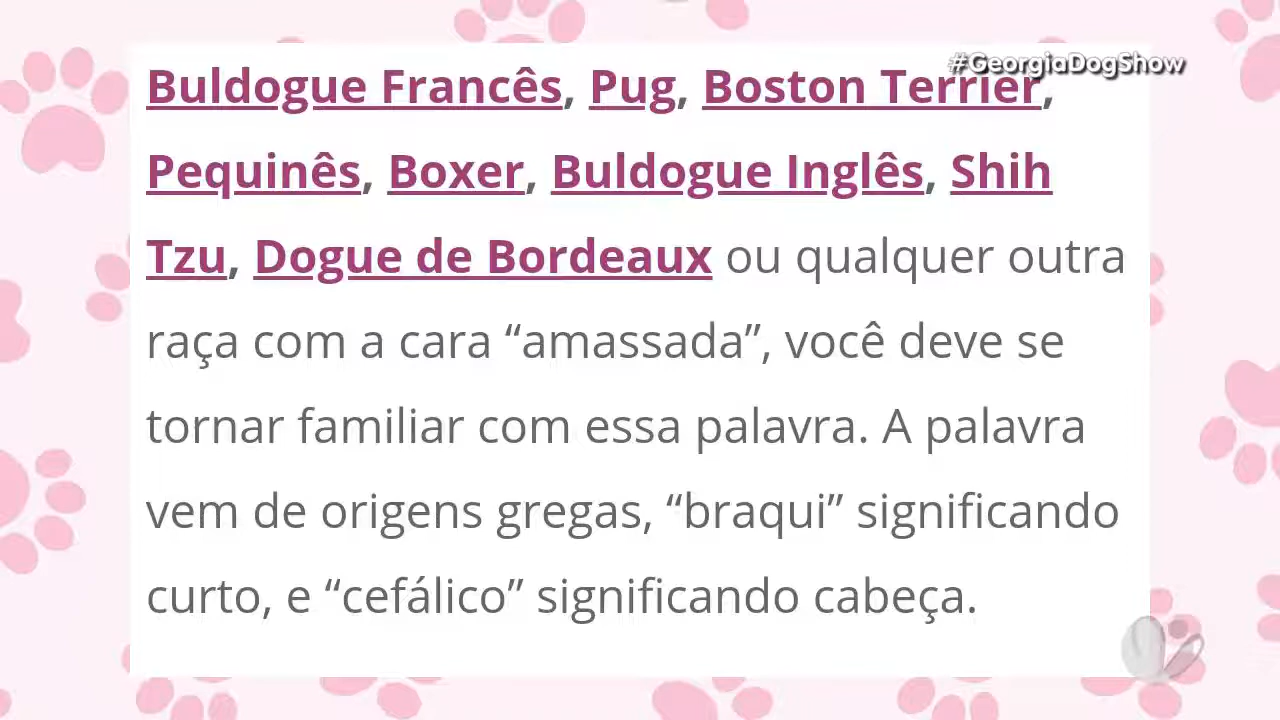 #GeorgiaDogShow
Buldogue Francês, Pug, Boston Terrier,
Pequinês, Boxer, Buldogue Inglês, Shih
Tzu, Dogue de Bordeaux ou qualquer outra
raça com a cara “amassada”, você deve se
tornar familiar com essa palavra. A palavra
vem de origens gregas, “braqui” significando
curto, e “cefálico” significando cabeça.